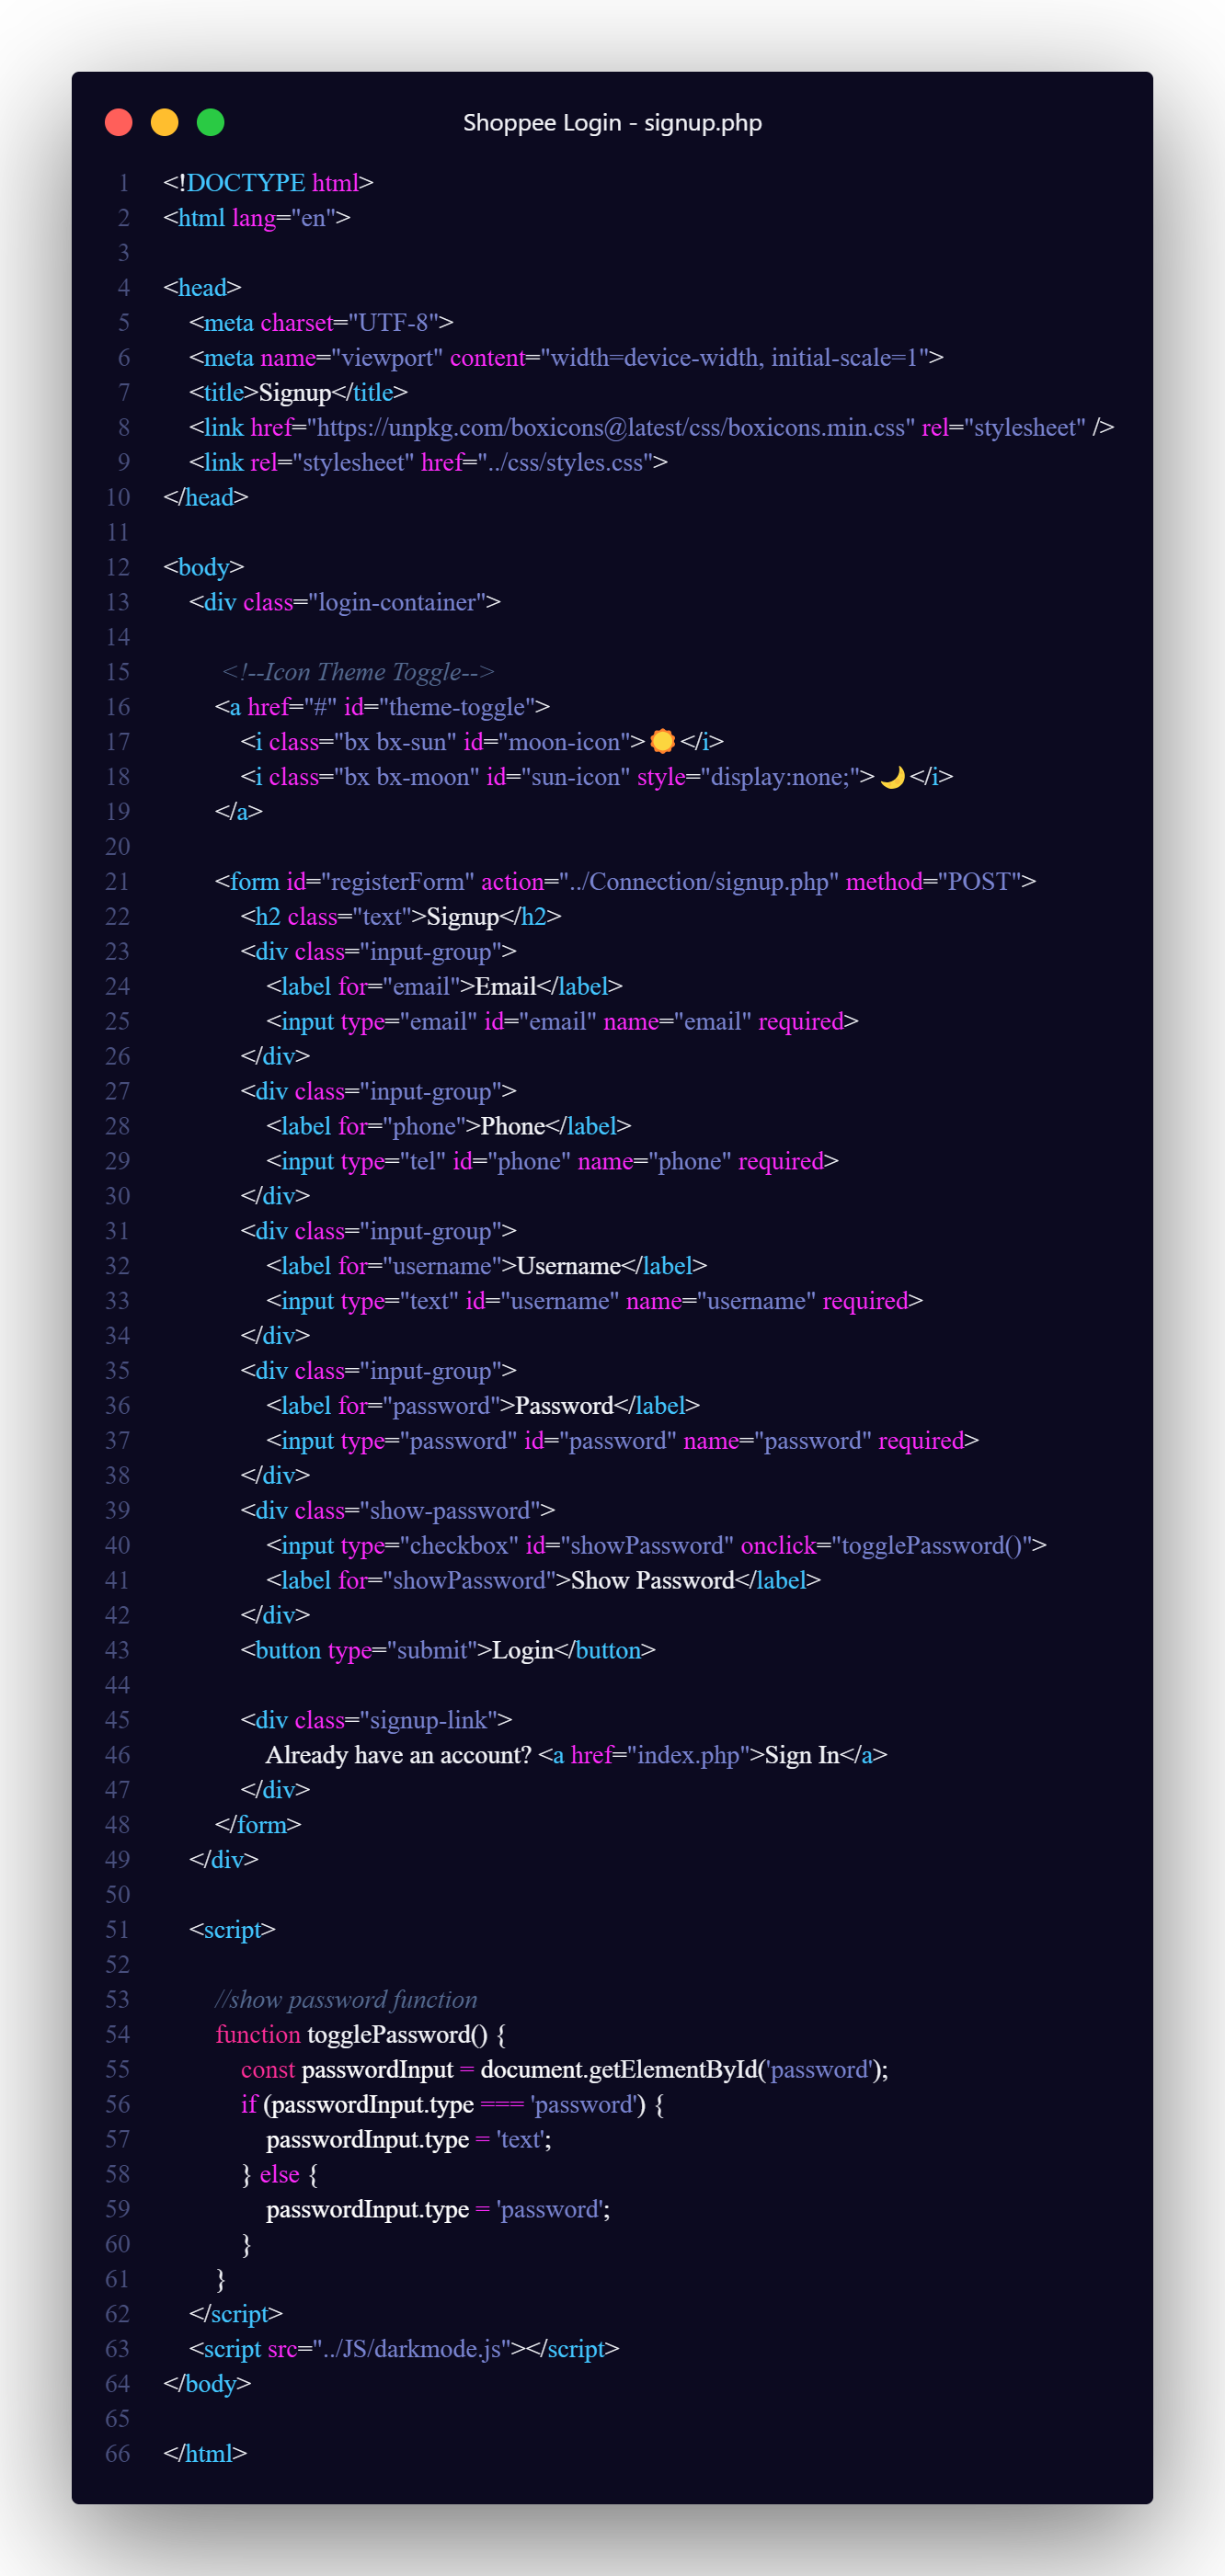 Shoppee Login - signup.php
1 <!DOCTYPE html>
2 <html lang="en">
3
4 <head>
5     <meta charset="UTF-8">
6     <meta name="viewport" content="width=device-width, initial-scale=1">
7     <title>Signup</title>
8     <link href="https://unpkg.com/boxicons@latest/css/boxicons.min.css" rel="stylesheet" />
9     <link rel="stylesheet" href="../css/styles.css">
10 </head>
11
12 <body>
13     <div class="login-container">
14
15          <!--Icon Theme Toggle-->
16         <a href="#" id="theme-toggle">
17             <i class="bx bx-sun" id="moon-icon">🌞</i>
18             <i class="bx bx-moon" id="sun-icon" style="display:none;">🌙</i>
19         </a>
20
21         <form id="registerForm" action="../Connection/signup.php" method="POST">
22             <h2 class="text">Signup</h2>
23             <div class="input-group">
24                 <label for="email">Email</label>
25                 <input type="email" id="email" name="email" required>
26             </div>
27             <div class="input-group">
28                 <label for="phone">Phone</label>
29                 <input type="tel" id="phone" name="phone" required>
30             </div>
31             <div class="input-group">
32                 <label for="username">Username</label>
33                 <input type="text" id="username" name="username" required>
34             </div>
35             <div class="input-group">
36                 <label for="password">Password</label>
37                 <input type="password" id="password" name="password" required>
38             </div>
39             <div class="show-password">
40                 <input type="checkbox" id="showPassword" onclick="togglePassword()">
41                 <label for="showPassword">Show Password</label>
42             </div>
43             <button type="submit">Login</button>
44
45             <div class="signup-link">
46                 Already have an account? <a href="index.php">Sign In</a>
47             </div>
48         </form>
49     </div>
50
51     <script>
52
53         //show password function
54         function togglePassword() {
55             const passwordInput = document.getElementById('password');
56             if (passwordInput.type === 'password') {
57                 passwordInput.type = 'text';
58             } else {
59                 passwordInput.type = 'password';
60             }
61         }
62     </script>
63     <script src="../JS/darkmode.js"></script>
64 </body>
65
66 </html>